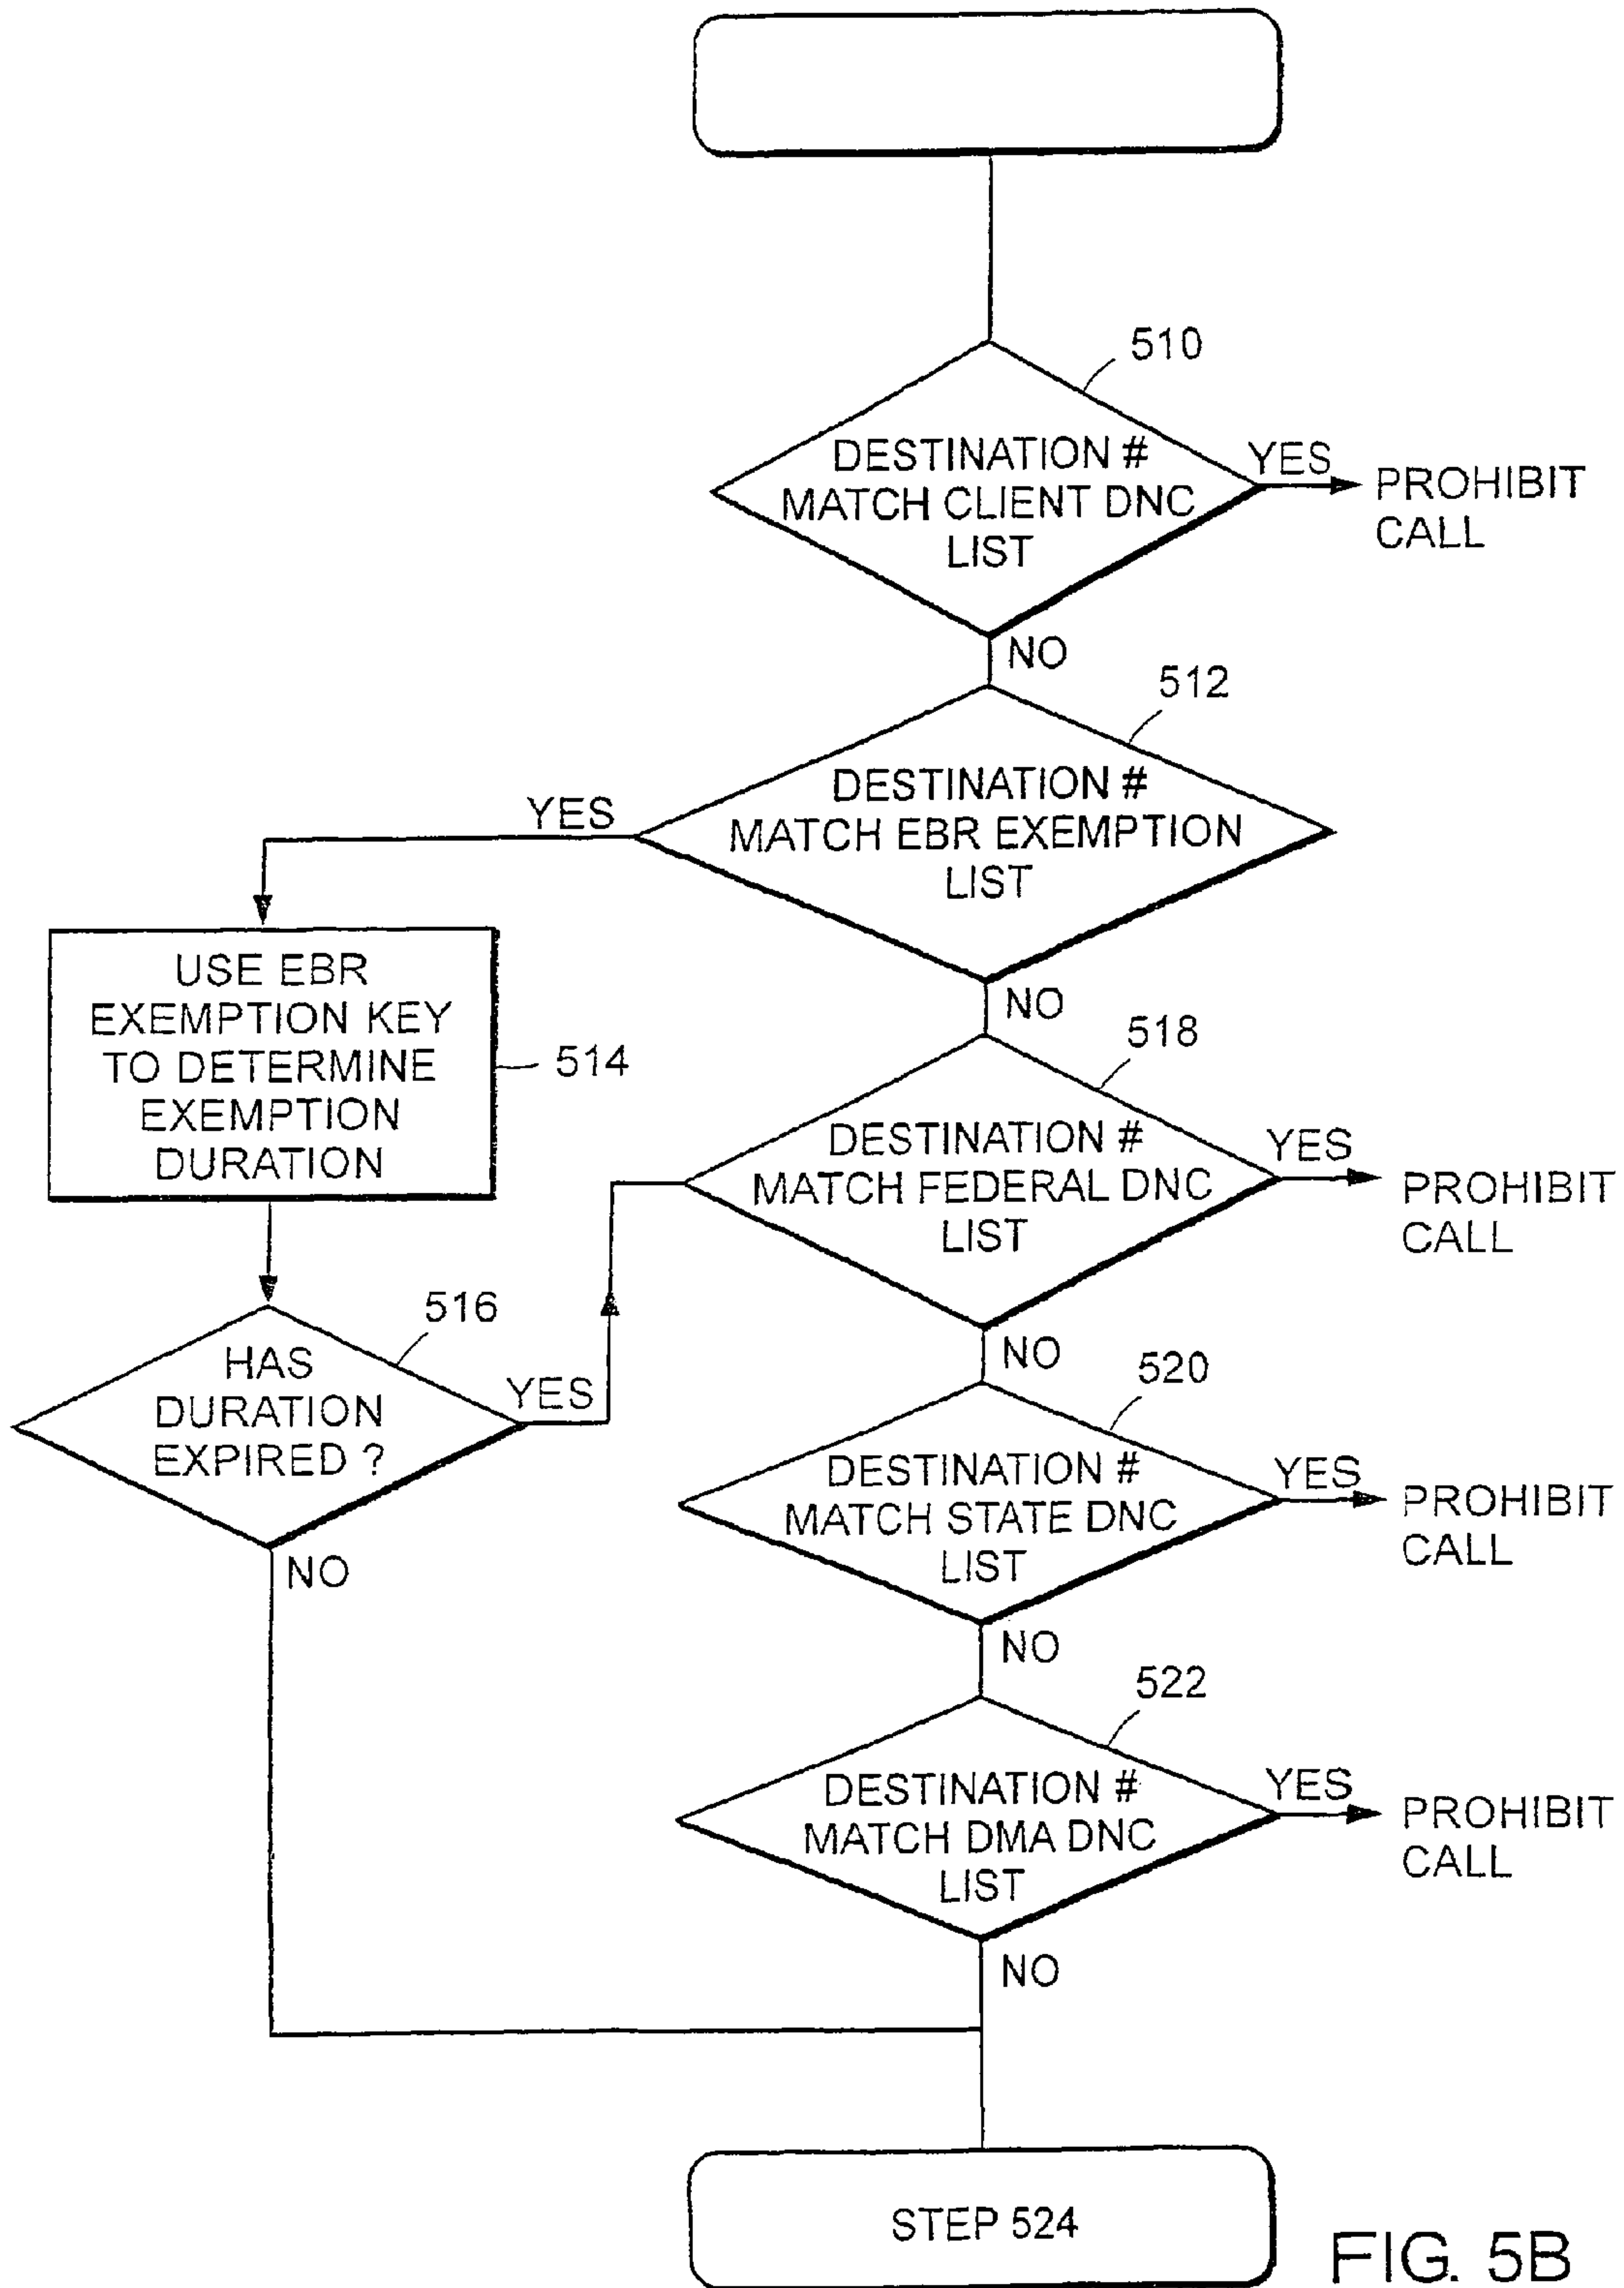 510
DESTINATION #
MATCH CLIENT DNC
LIST
YES
PROHIBIT
CALL
NO
512
DESTINATION #
MATCH EBR EXEMPTION
LIST
YES
NO
USE EBR
EXEMPTION KEY
TO DETERMINE
EXEMPTION
DURATION
514
518
DESTINATION #
MATCH FEDERAL DNC
LIST
YES
PROHIBIT
CALL
NO
516
HAS
DURATION
EXPIRED ?
YES
NO
520
DESTINATION #
MATCH STATE DNC
LIST
YES
PROHIBIT
CALL
NO
522
DESTINATION #
MATCH DMA DNC
LIST
YES
PROHIBIT
CALL
NO
STEP 524
FIG. 5B